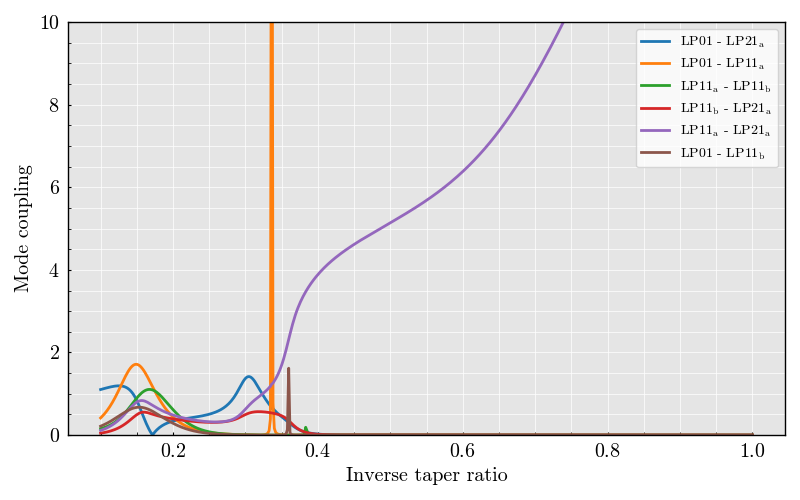 10
8
6
4
2
0
Mode coupling
0.2
0.4
0.6
0.8
1.0
Inverse taper ratio
LP01 - LP21a
LP01 - LP11a
LP11a - LP11b
LP11b - LP21a
LP11a - LP21a
LP01 - LP11b